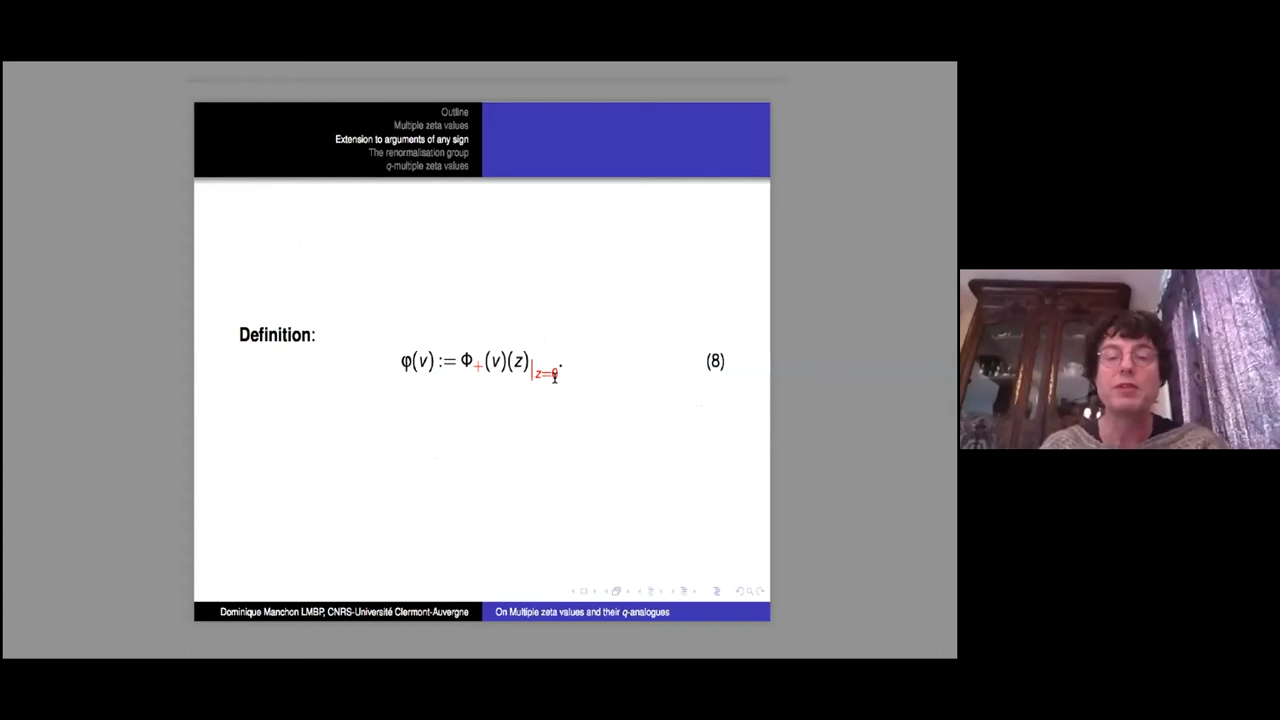 Outline
Multiple zeta values
Extension to arguments of any sign
The renormalisation group
q-multiple zeta values
Definition:
φ(v) := Φ₊(v)(z)|z=0. (8)
Dominique Manchon LMBP, CNRS-Université Clermont-Auvergne
On Multiple zeta values and their q-analogues